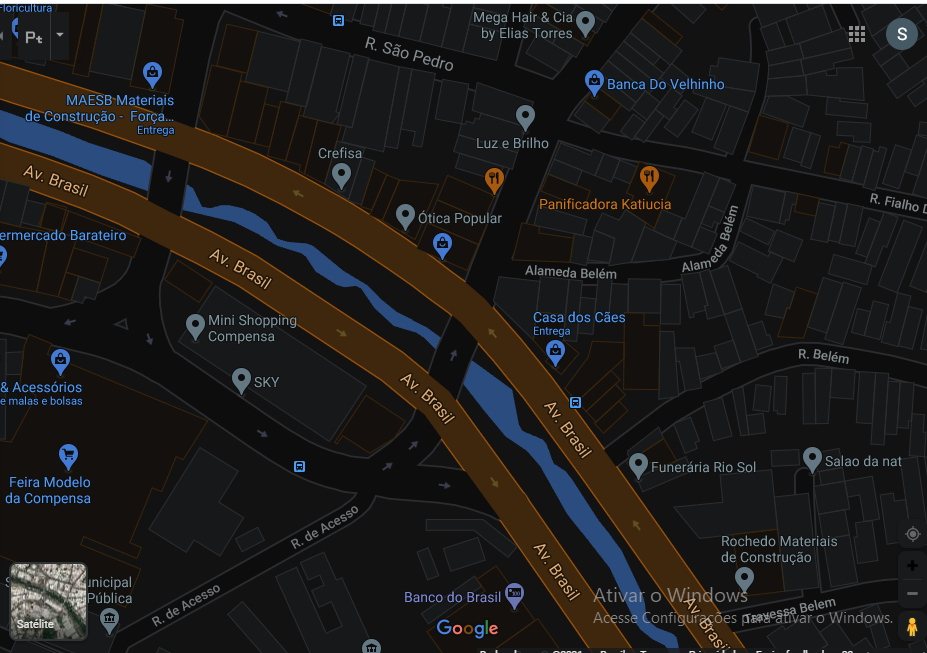 Floricultura
Pt
Mega Hair & Cia
by Elias Torres
S
R. São Pedro
MAESB Materiais
de Construção - Força...
Entrega
Banca Do Velhinho
Luz e Brilho
Crefisa
Av. Brasil
Panificadora Katiucia
R. Fialho D
Ótica Popular
ermercado Barateiro
Alameda Belém
Alameda Belém
Av. Brasil
Mini Shopping
Compensa
Casa dos Cães
Entrega
R. Belém
& Acessórios
e malas e bolsas
SKY
Av. Brasil
Av. Brasil
Feira Modelo
da Compensa
Funerária Rio Sol
Salao da nat
R. de Acesso
Rochedo Materiais
de Construção
Av. Brasil
unicipal
Pública
Satélite
R. de Acesso
Banco do Brasil
Google
Av. Brasil
Travessa Belem
Ativar o Windows
Acesse Configurações para ativar o Windows.